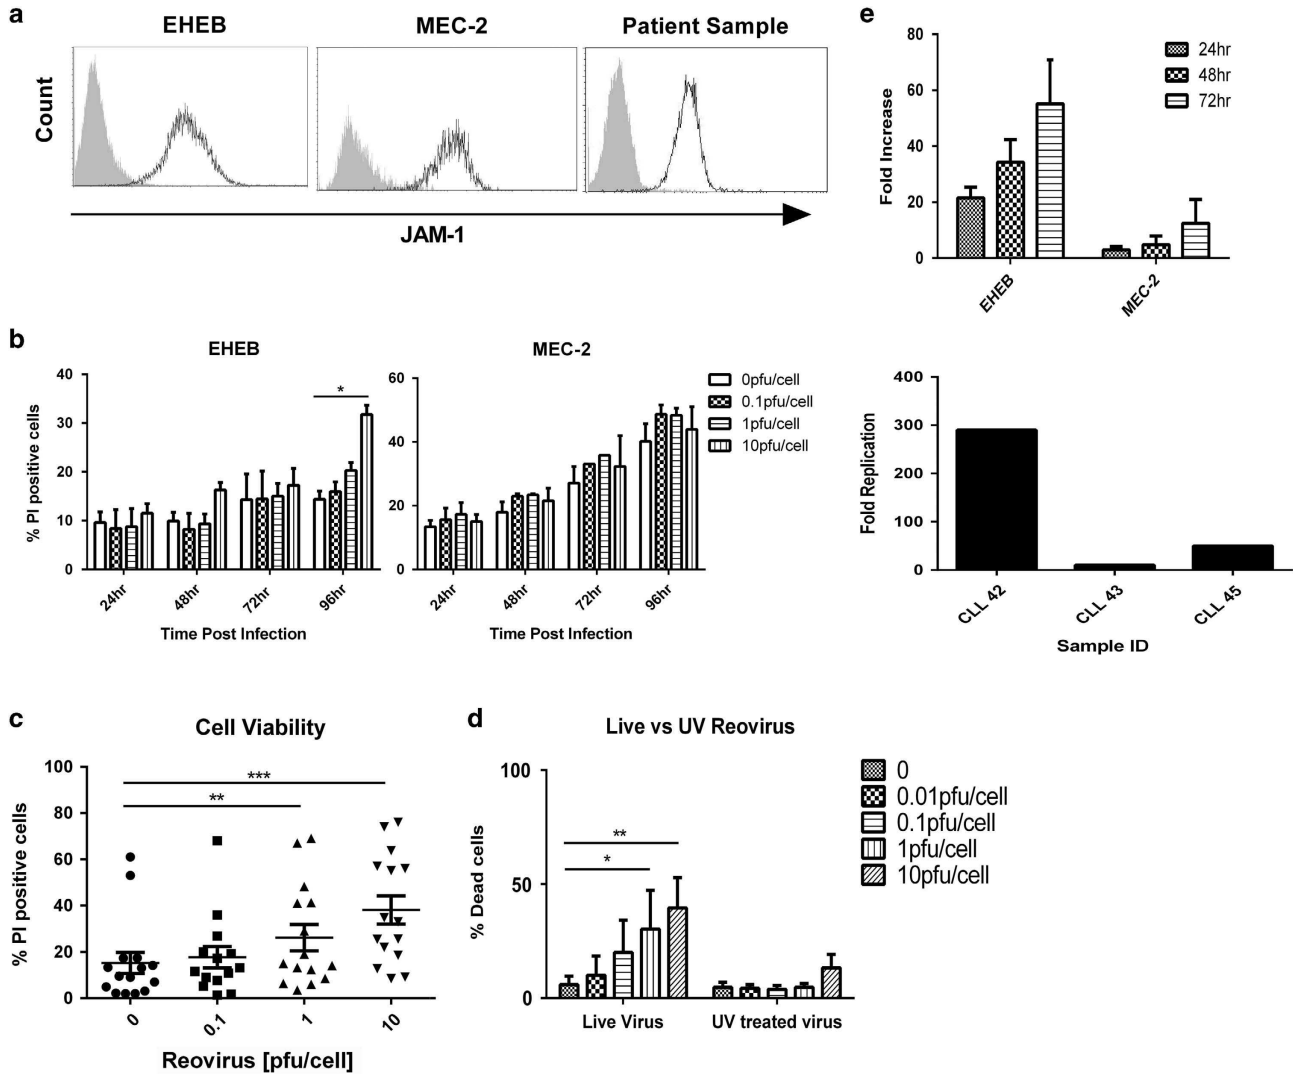 a
EHEB
MEC-2
Patient Sample
Count
JAM-1
b
EHEB
% PI positive cells
40
30
20
10
0
*
24hr
48hr
72hr
96hr
Time Post Infection
MEC-2
60
40
20
0
24hr
48hr
72hr
96hr
Time Post Infection
0pfu/cell
0.1pfu/cell
1pfu/cell
10pfu/cell
c
Cell Viability
% PI positive cells
100
80
60
40
20
0
***
**
0
0.1
1
10
Reovirus [pfu/cell]
d
Live vs UV Reovirus
% Dead cells
100
50
0
**
*
Live Virus
UV treated virus
0
0.01pfu/cell
0.1pfu/cell
1pfu/cell
10pfu/cell
e
Fold Increase
80
60
40
20
0
24hr
48hr
72hr
EHEB
MEC-2
Fold Replication
400
300
200
100
0
CLL 42
CLL 43
CLL 45
Sample ID